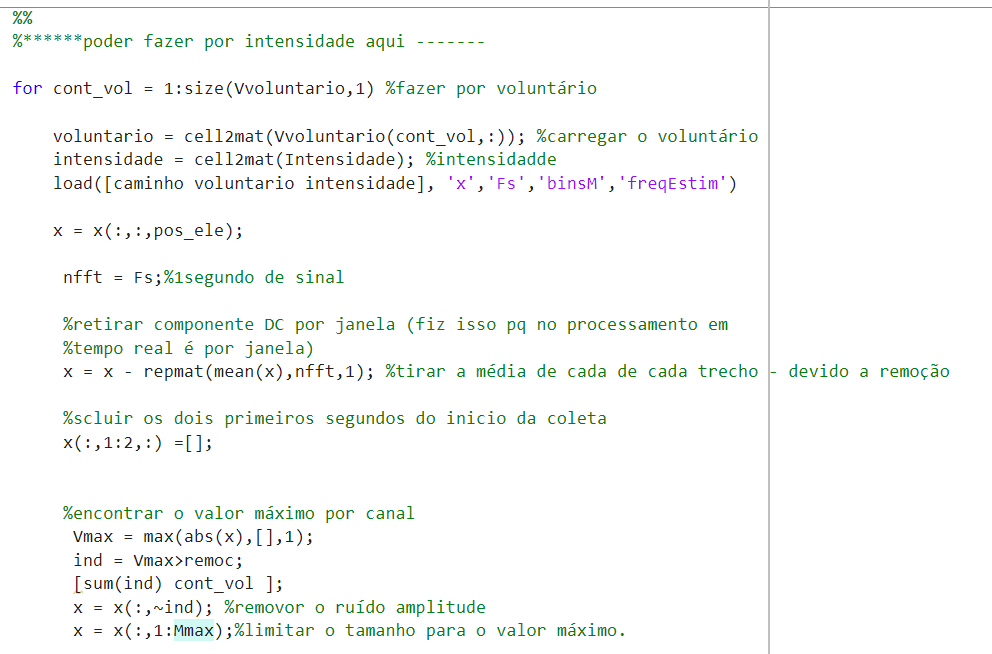 %%
%******poder fazer por intensidade aqui -------
for cont_vol = 1:size(Vvoluntario,1) %fazer por voluntário
voluntario = cell2mat(Vvoluntario(cont_vol,:)); %carregar o voluntário
intensidade = cell2mat(Intensidade); %intensidadde
load([caminho voluntario intensidade], 'x','Fs','binsM','freqEstim')
x = x(:,:,pos_ele);
nfft = Fs;%1segundo de sinal
%retirar componente DC por janela (fiz isso pq no processamento em
%tempo real é por janela)
x = x - repmat(mean(x),nfft,1); %tirar a média de cada de cada trecho - devido a remoção
%scluir os dois primeiros segundos do inicio da coleta
x(:,1:2,:) =[];
%encontrar o valor máximo por canal
Vmax = max(abs(x),[],1);
ind = Vmax>remoc;
[sum(ind) cont_vol ];
x = x(:,~ind); %removor o ruído amplitude
x = x(:,1:Mmax);%limitar o tamanho para o valor máximo.